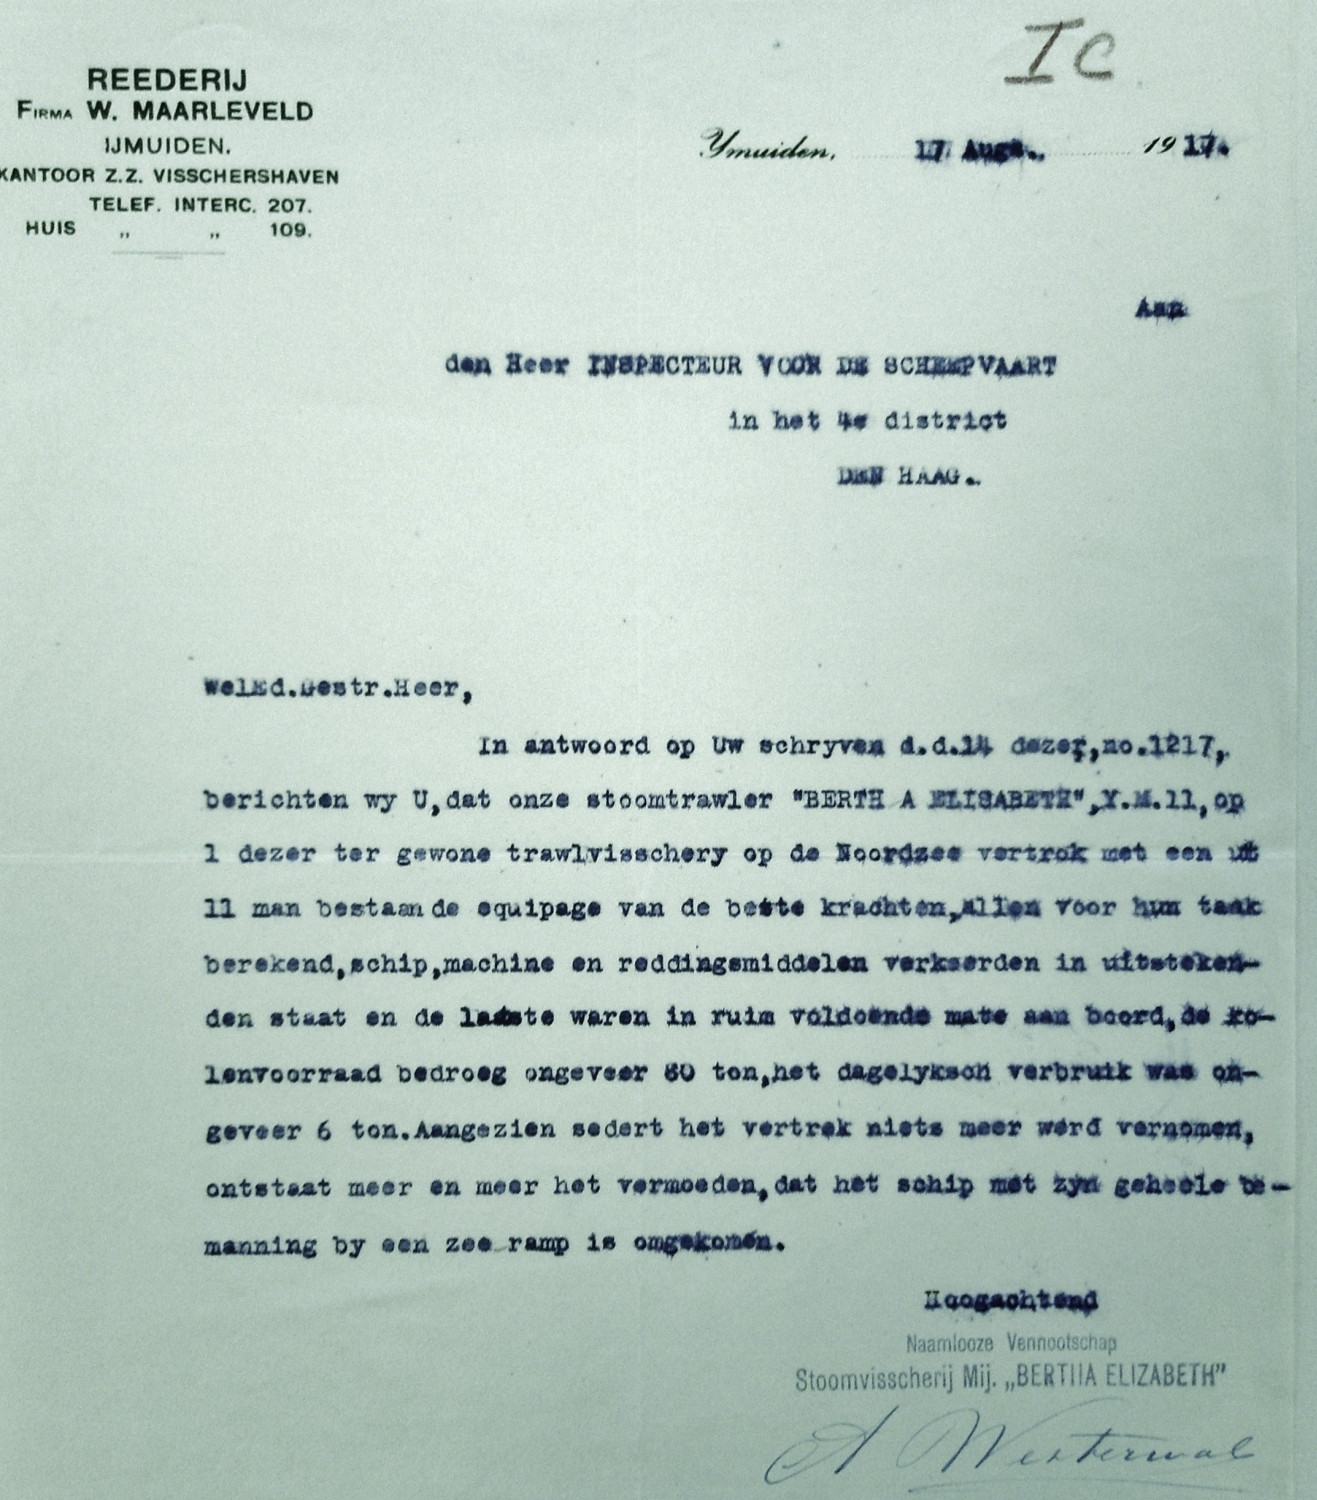 I C
REEDERIJ
FIRMA W. MAARLEVELD
IJMUIDEN.
KANTOOR Z.Z. VISSCHERSHAVEN
TELEF. INTERC. 207.
HUIS „ „ 109.
Ymuiden, 17 Augs. 1917.
Aan
den Heer INSPECTEUR VOOR DE SCHEEPVAART
in het 4e district
DEN HAAG.
WelEd.Gestr.Heer,
In antwoord op Uw schryven d.d.14 dezer,no.1217,
berichten wy U,dat onze stoomtrawler "BERTH A ELISABETH",Y.M.11,op
1 dezer ter gewone trawlvisschery op de Noordzee vertrok met een uit
11 man bestaande equipage van de beste krachten,allen voor hun taak
berekend,schip,machine en reddingsmiddelen verkeerden in uitsteken-
den staat en de laatste waren in ruim voldoende mate aan boord,de ko-
lenvoorraad bedroeg ongeveer 80 ton,het dagelyksch verbruik was on-
geveer 6 ton.Aangezien sedert het vertrek niets meer werd vernomen,
ontstaat meer en meer het vermoeden,dat het schip met zyn geheele be-
manning by een zee ramp is omgekomen.
Hoogachtend
Naamlooze Vennootschap
Stoomvisscherij Mij. „BERTHA ELIZABETH"
A Westerwal